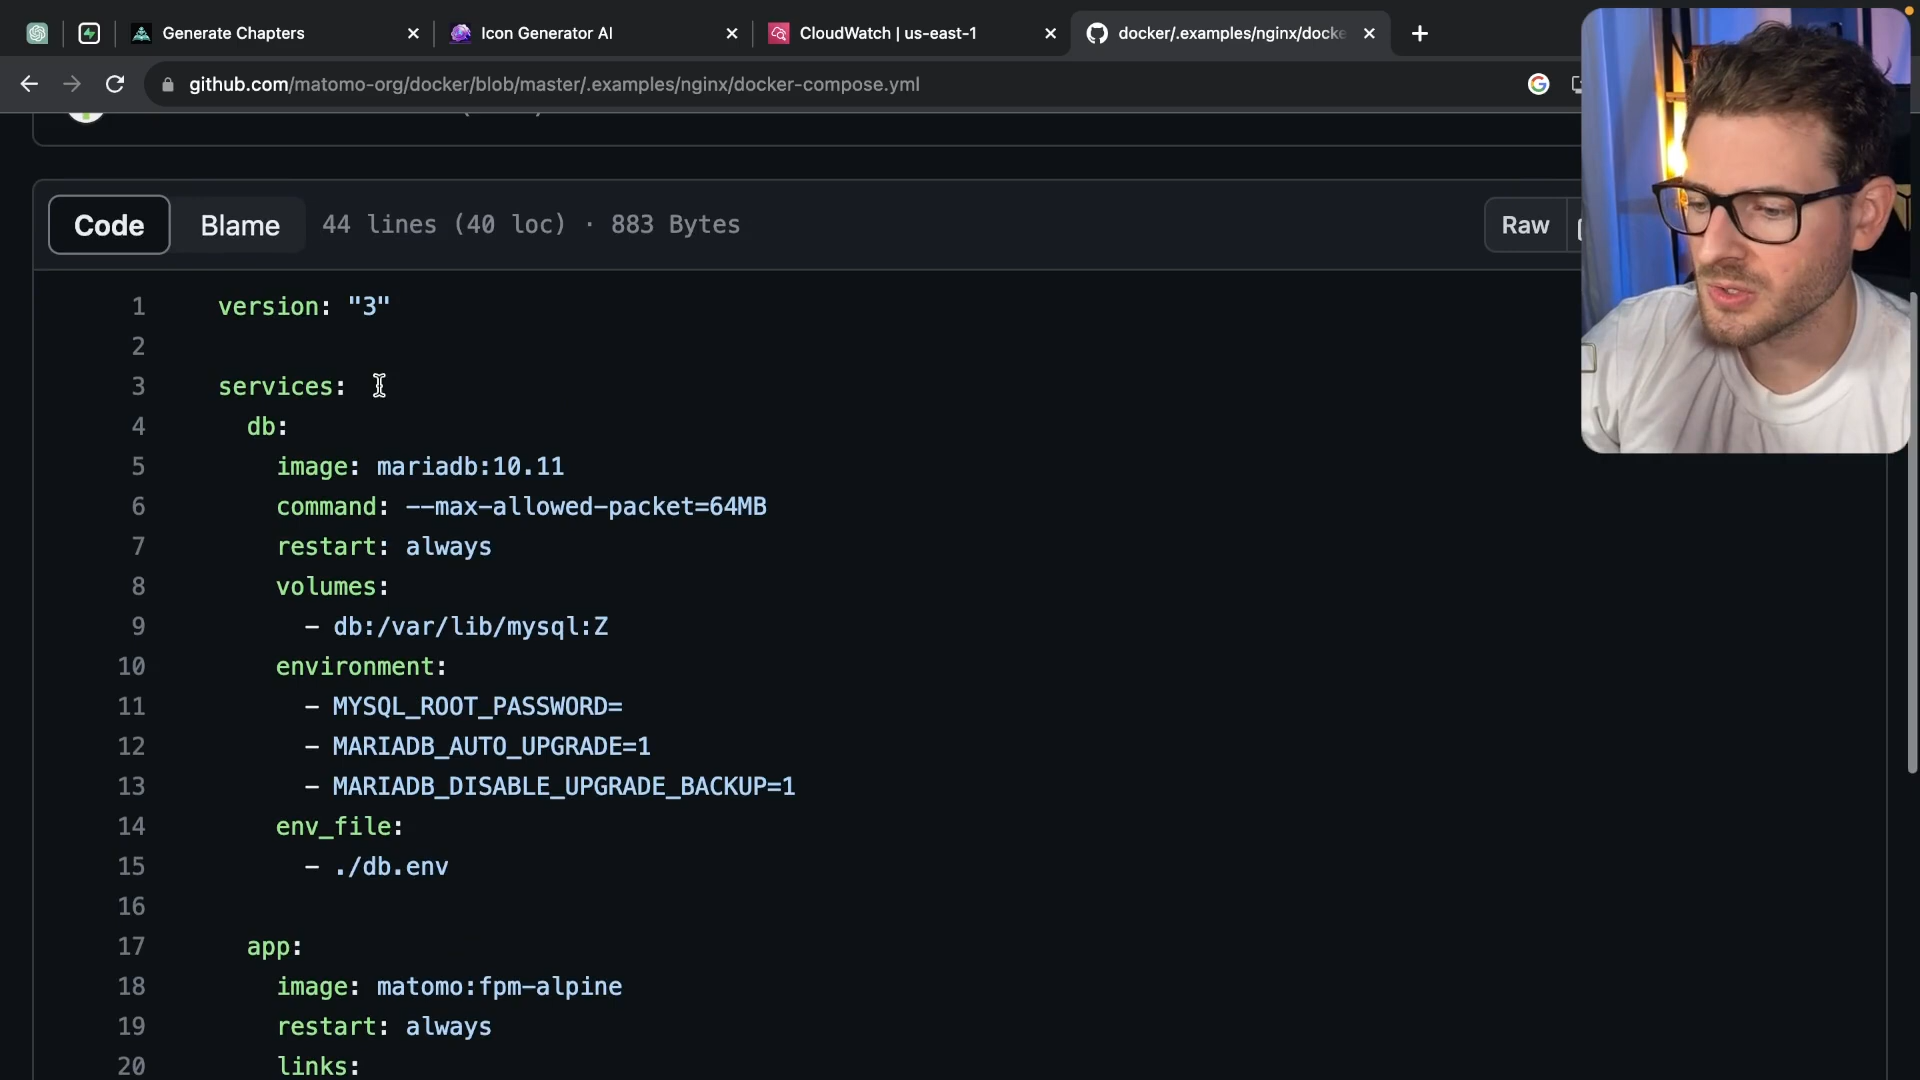 Generate Chapters
Icon Generator AI
CloudWatch | us-east-1
docker/.examples/nginx/docke
github.com/matomo-org/docker/blob/master/.examples/nginx/docker-compose.yml
Code
Blame
44 lines (40 loc) · 883 Bytes
Raw
1 version: "3"
2
3 services:
4 db:
5 image: mariadb:10.11
6 command: --max-allowed-packet=64MB
7 restart: always
8 volumes:
9 - db:/var/lib/mysql:Z
10 environment:
11 - MYSQL_ROOT_PASSWORD=
12 - MARIADB_AUTO_UPGRADE=1
13 - MARIADB_DISABLE_UPGRADE_BACKUP=1
14 env_file:
15 - ./db.env
16
17 app:
18 image: matomo:fpm-alpine
19 restart: always
20 links: